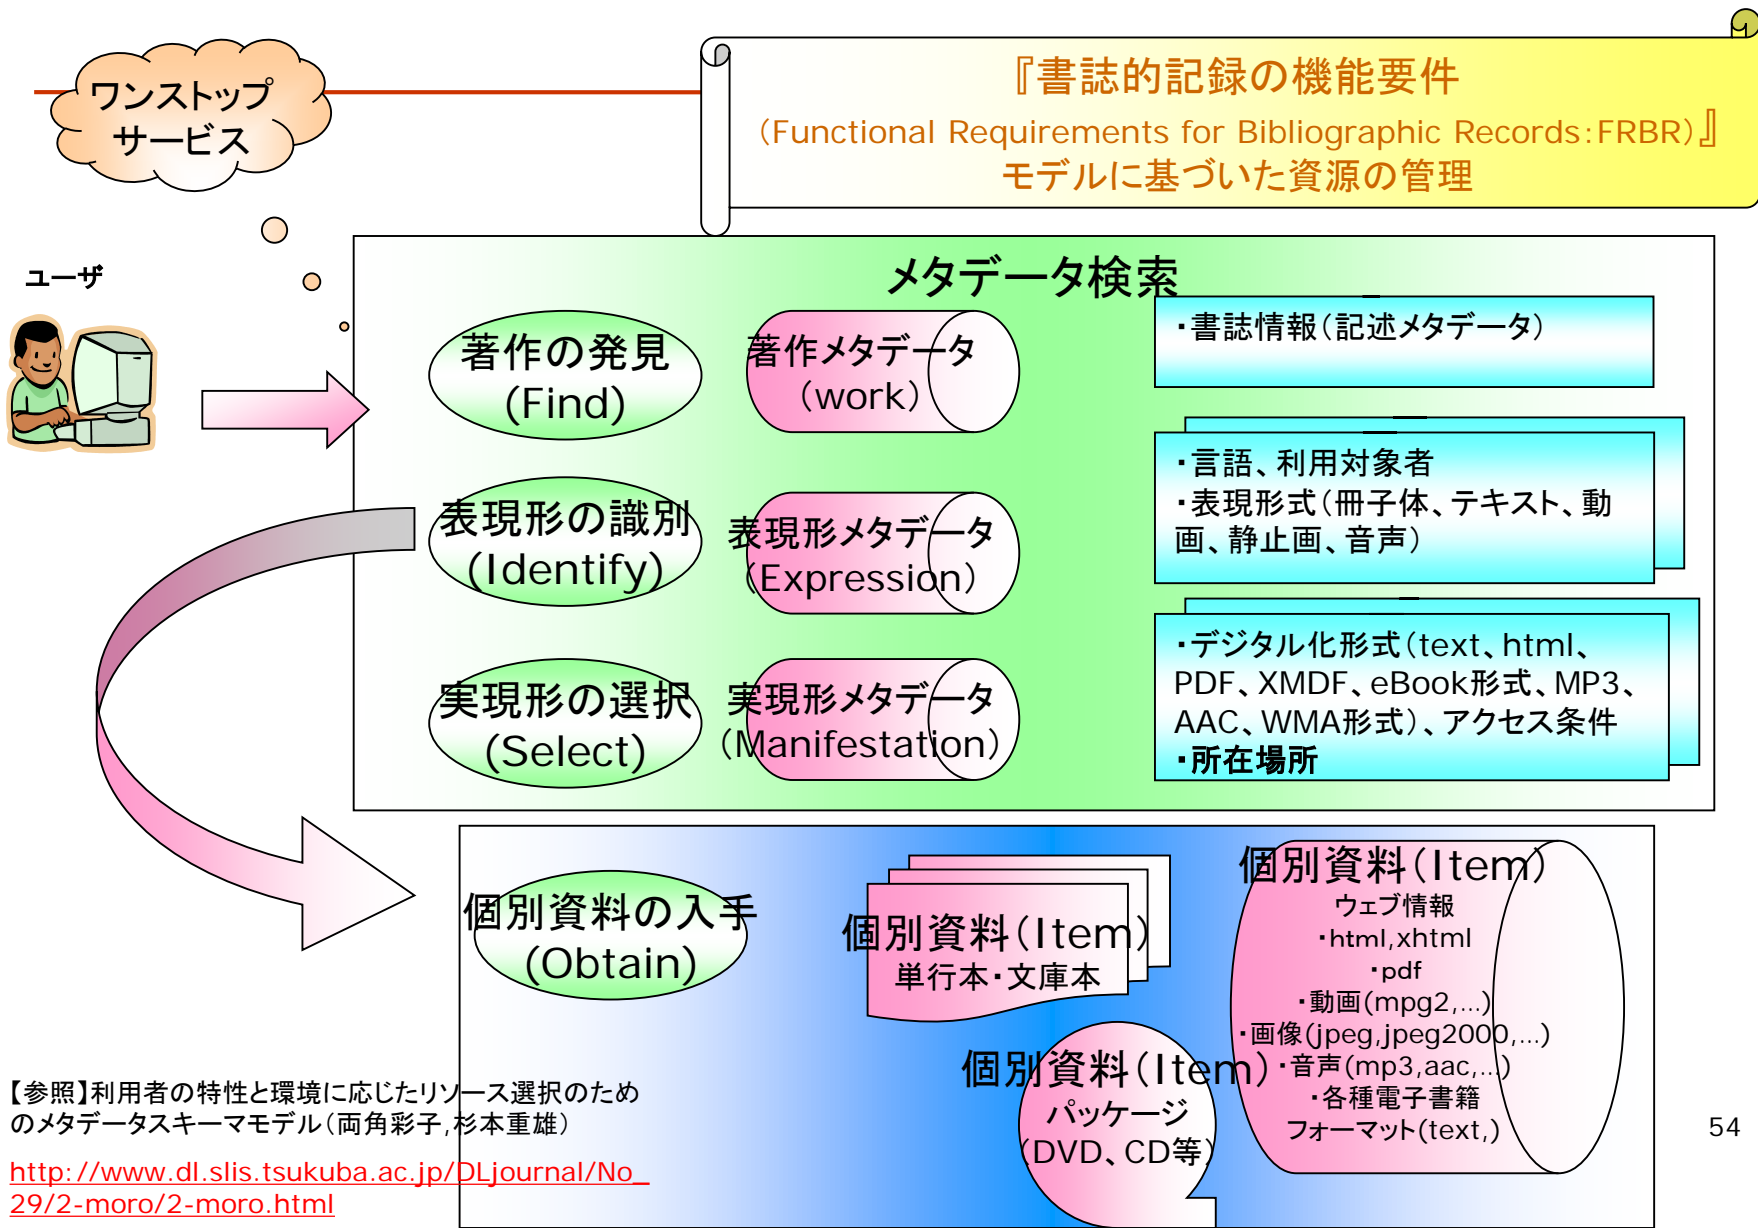 ワンストップ
サービス
『書誌的記録の機能要件
（Functional Requirements for Bibliographic Records：FRBR）』
モデルに基づいた資源の管理
ユーザ
メタデータ検索
著作の発見
(Find)
著作メタデータ
（work）
・書誌情報（記述メタデータ）
表現形の識別
(Identify)
表現形メタデータ
（Expression）
・言語、利用対象者
・表現形式（冊子体、テキスト、動
画、静止画、音声）
実現形の選択
(Select)
実現形メタデータ
（Manifestation）
・デジタル化形式（text、html、
PDF、XMDF、eBook形式、MP3、
AAC、WMA形式）、アクセス条件
・所在場所
個別資料の入手
(Obtain)
個別資料（Item）
単行本・文庫本
個別資料（Item）
パッケージ
（DVD、CD等）
個別資料（Item）
ウェブ情報
・html,xhtml
・pdf
・動画(mpg2,...)
・画像(jpeg,jpeg2000,...)
・音声(mp3,aac,...)
・各種電子書籍
フォーマット(text,)
【参照】利用者の特性と環境に応じたリソース選択のため
のメタデータスキーマモデル（両角彩子,杉本重雄）
http://www.dl.slis.tsukuba.ac.jp/DLjournal/No_
29/2-moro/2-moro.html
54